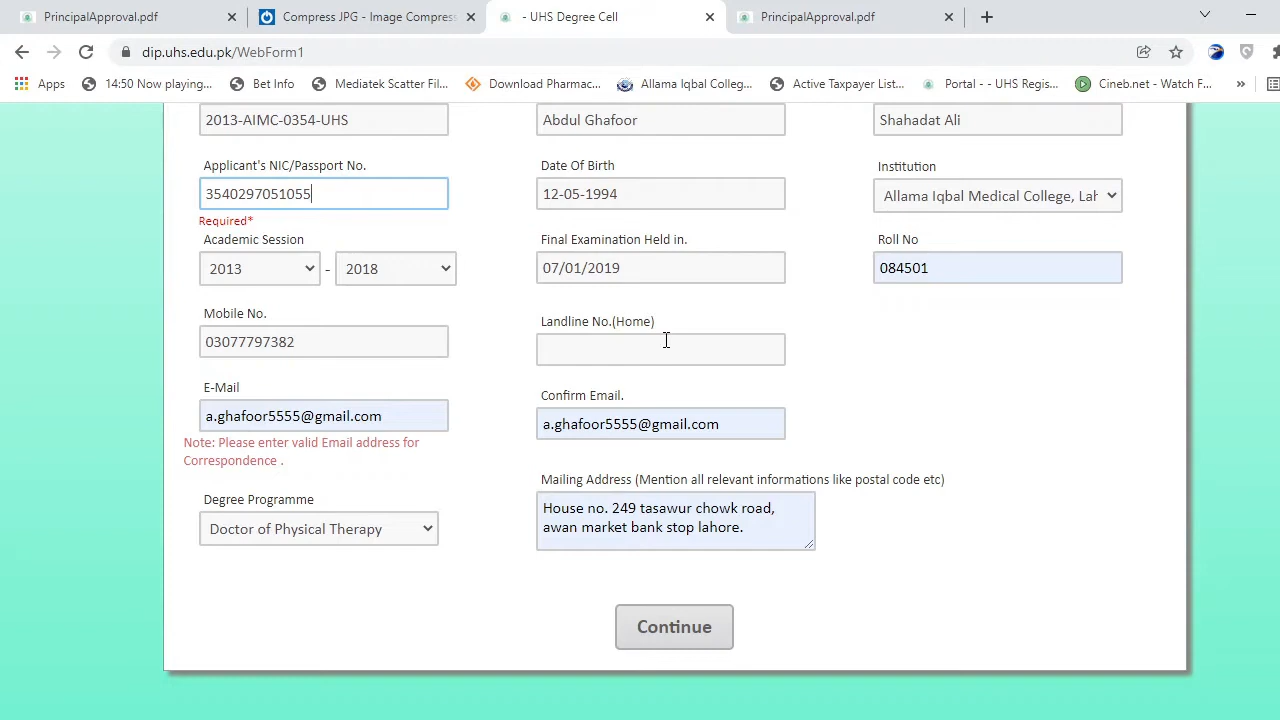 PrincipalApproval.pdf
Compress JPG - Image Compress
- UHS Degree Cell
PrincipalApproval.pdf
dip.uhs.edu.pk/WebForm1
Apps
14:50 Now playing...
Bet Info
Mediatek Scatter Fil...
Download Pharmac...
Allama Iqbal Colleg...
Active Taxpayer List...
Portal - - UHS Regis...
Cineb.net - Watch F...
»
2013-AIMC-0354-UHS
Abdul Ghafoor
Shahadat Ali
Applicant's NIC/Passport No.
Date Of Birth
Institution
3540297051055
12-05-1994
Allama Iqbal Medical College, Lah
Required*
Academic Session
Final Examination Held in.
Roll No
2013 - 2018
07/01/2019
084501
Mobile No.
Landline No.(Home)
03077797382
E-Mail
Confirm Email.
a.ghafoor5555@gmail.com
a.ghafoor5555@gmail.com
Note: Please enter valid Email address for
Correspondence .
Mailing Address (Mention all relevant informations like postal code etc)
Degree Programme
House no. 249 tasawur chowk road,
awan market bank stop lahore.
Doctor of Physical Therapy
Continue